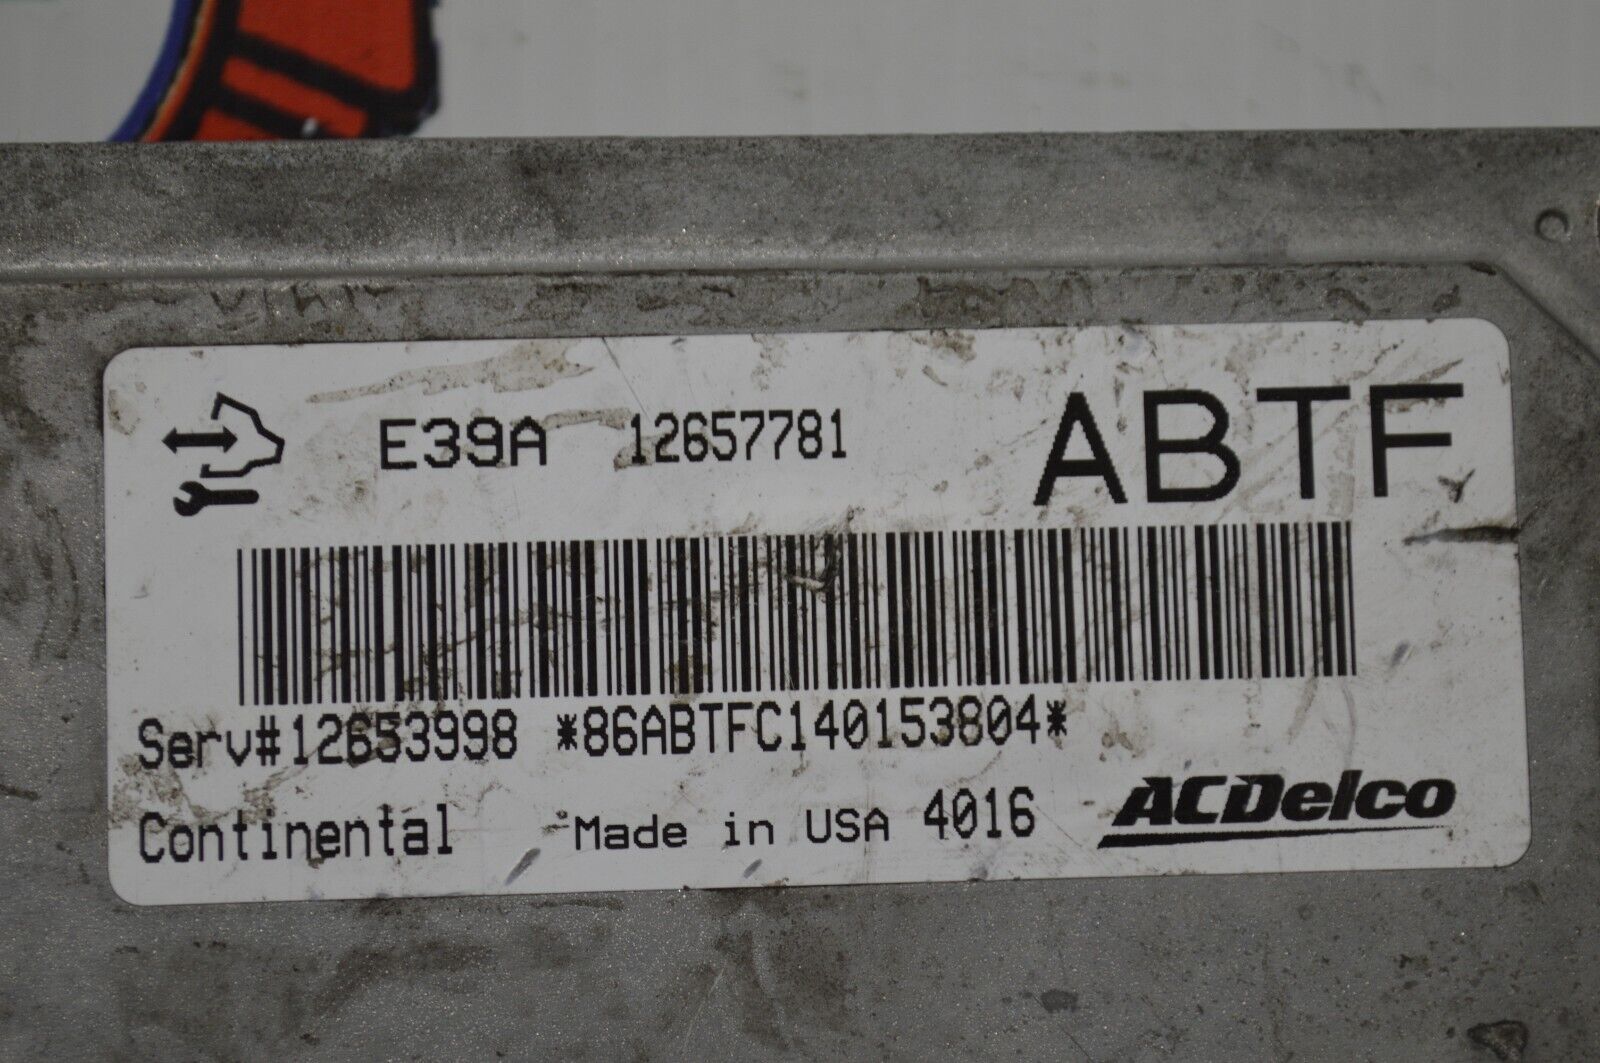 E39A 12657781 ABTF
Serv#12653998 *86ABTFC140153804*
Continental Made in USA 4016 ACDelco